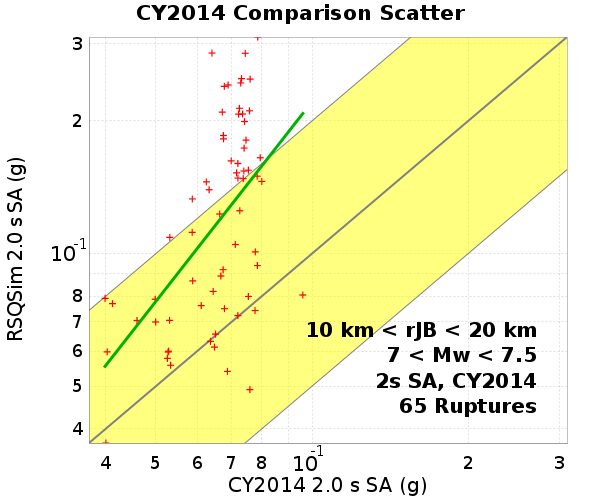 CY2014 Comparison Scatter
RSQSim 2.0 s SA (g)
3
2
10-1
8
7
6
5
4
10 km < rJB < 20 km
7 < Mw < 7.5
2s SA, CY2014
65 Ruptures
4 5 6 7 8 10-1 2 3
CY2014 2.0 s SA (g)